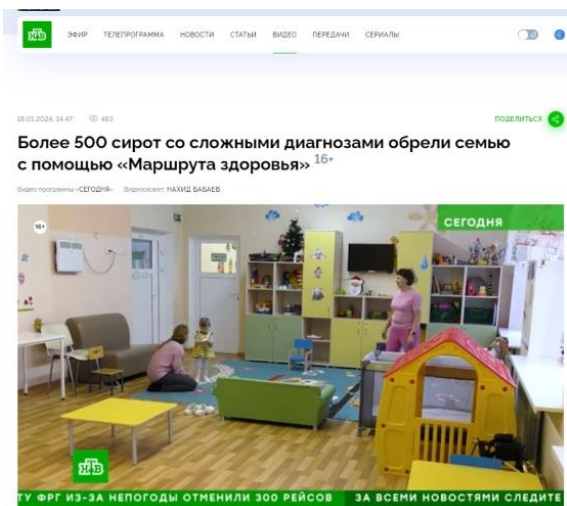 НТВ
ЭФИР ТЕЛЕПРОГРАММА НОВОСТИ СТАТЬИ ВИДЕО ПЕРЕДАЧИ СЕРИАЛЫ
18.01.2024, 14:47 483 ПОДЕЛИТЬСЯ
Более 500 сирот со сложными диагнозами обрели семью
с помощью «Маршрута здоровья» 16+
Видео программы «СЕГОДНЯ» Видеосюжет: НАХИД БАБАЕВ
16+
СЕГОДНЯ
НТВ
ТУ ФРГ ИЗ-ЗА НЕПОГОДЫ ОТМЕНИЛИ 300 РЕЙСОВ ЗА ВСЕМИ НОВОСТЯМИ СЛЕДИТЕ